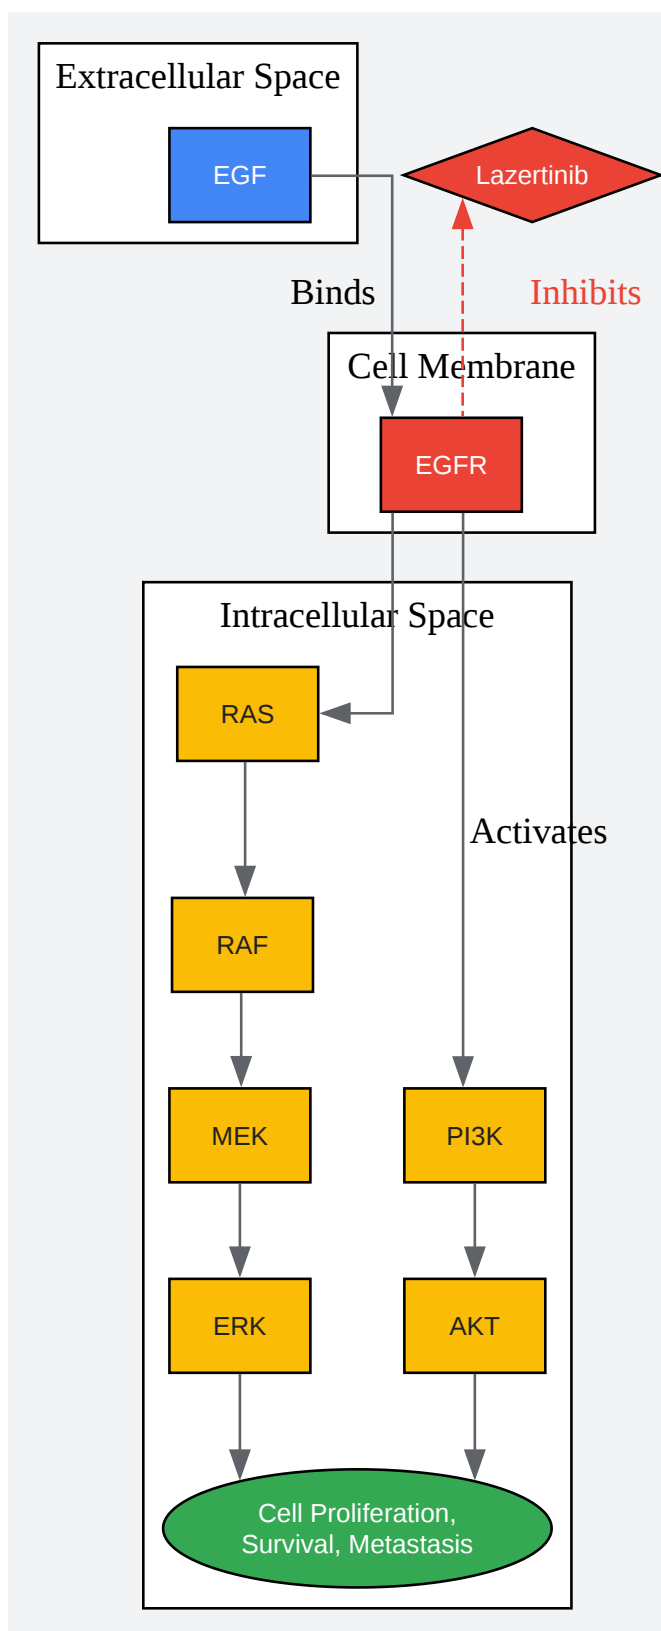 Extracellular Space
EGF
Lazertinib
Binds
Inhibits
Cell Membrane
EGFR
Intracellular Space
RAS
Activates
RAF
MEK
PI3K
ERK
AKT
Cell Proliferation,
Survival, Metastasis